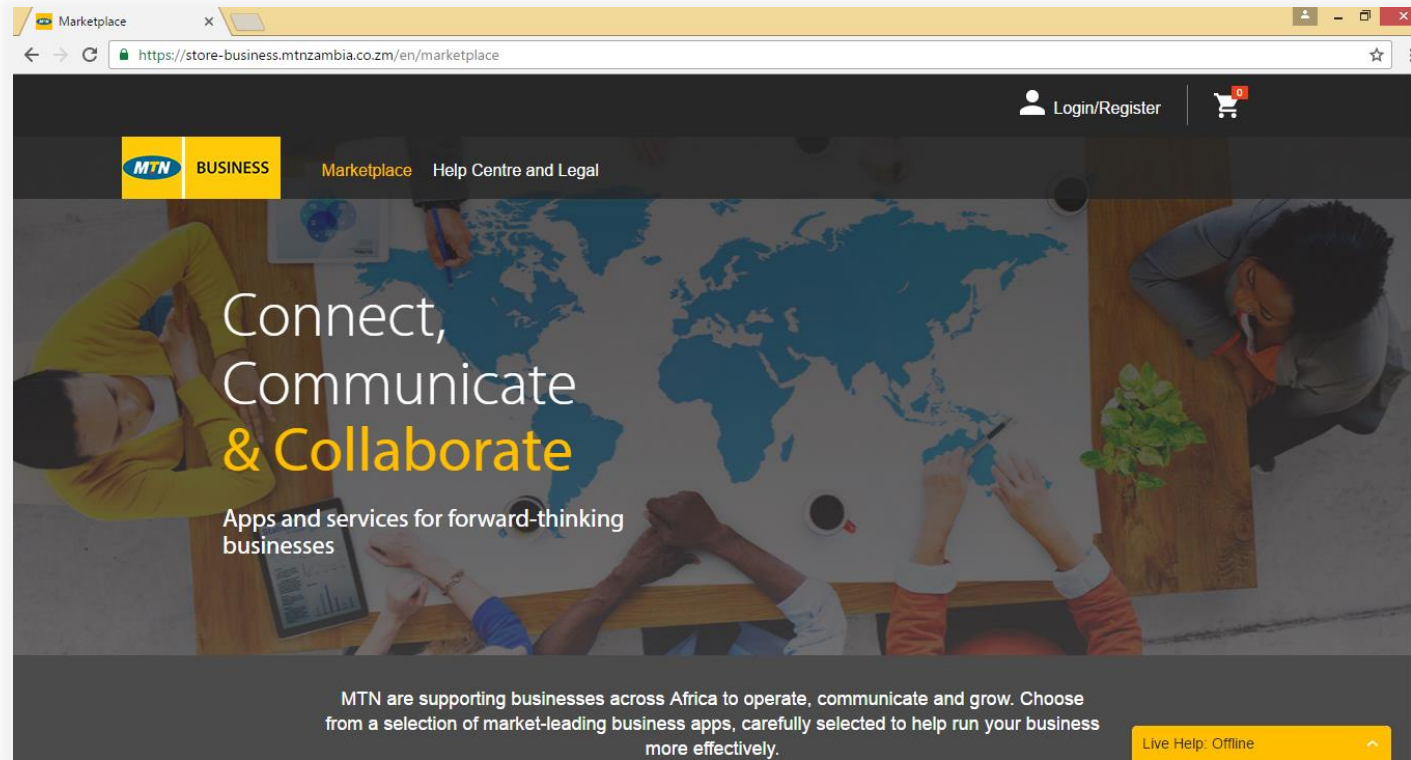 Marketplace
https://store-business.mtnzambia.co.zm/en/marketplace
Login/Register
0
MTN BUSINESS
Marketplace Help Centre and Legal
Connect,
Communicate
& Collaborate
Apps and services for forward-thinking
businesses
MTN are supporting businesses across Africa to operate, communicate and grow. Choose
from a selection of market-leading business apps, carefully selected to help run your business
more effectively.
Live Help: Offline